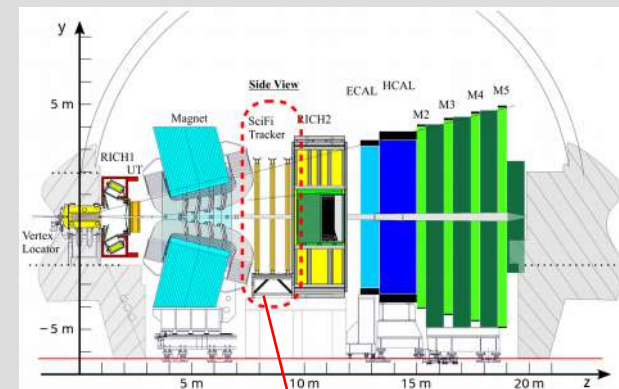 y
Side View
HCAL
ECAL
M5
M4
M3
M2
5 m
Magnet
SciFi
Tracker
RICH2
RICH1
UT
Vertex
Locator
−5 m
5 m
10 m
15 m
20 m
z